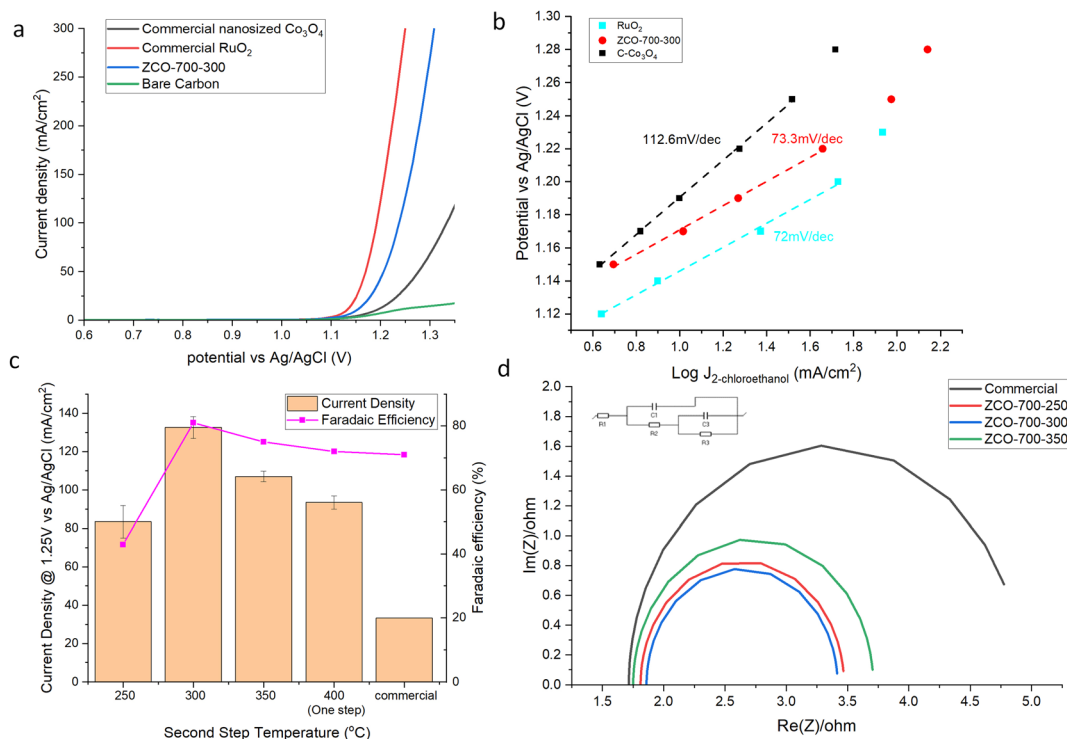 a
Commercial nanosized Co₃O₄
Commercial RuO₂
ZCO-700-300
Bare Carbon
300
250
200
150
100
50
0
0.6 0.7 0.8 0.9 1.0 1.1 1.2 1.3
Current density (mA/cm²)
potential vs Ag/AgCl (V)
b
RuO₂
ZCO-700-300
C-Co₃O₄
1.28
1.26
1.24
1.22
1.20
1.18
1.16
1.14
1.12
112.6mV/dec
73.3mV/dec
72mV/dec
0.6 0.8 1.0 1.2 1.4 1.6 1.8 2.0 2.2
Potential vs Ag/AgCl (V)
Log J₂₋chloroethanol (mA/cm²)
c
Current Density
Faradaic Efficiency
140
120
100
80
60
40
20
0
80
60
40
20
0
250 300 350 400 commercial
(One step)
Current Density @ 1.25V vs Ag/AgCl (mA/cm²)
Faradaic efficiency (%)
Second Step Temperature (°C)
d
Commercial
ZCO-700-250
ZCO-700-300
ZCO-700-350
R1
C1
R2
C3
R3
2.0
1.8
1.6
1.4
1.2
1.0
0.8
0.6
0.4
0.2
0.0
1.5 2.0 2.5 3.0 3.5 4.0 4.5 5.0
Im(Z)/ohm
Re(Z)/ohm